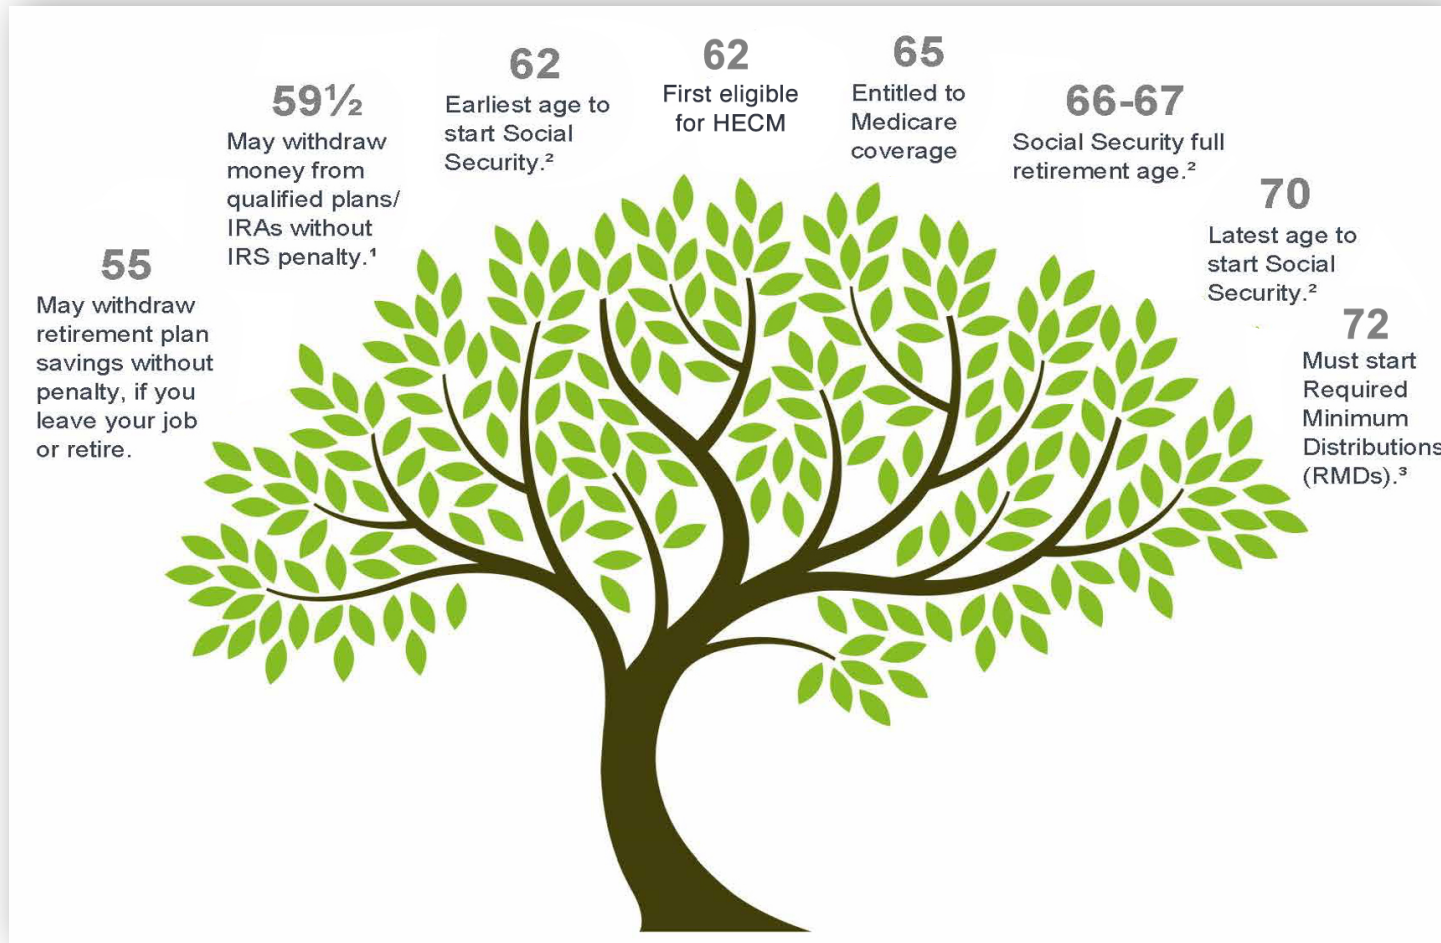 55
May withdraw
retirement plan
savings without
penalty, if you
leave your job
or retire.
59½
May withdraw
money from
qualified plans/
IRAs without
IRS penalty.¹
62
Earliest age to
start Social
Security.²
62
First eligible
for HECM
65
Entitled to
Medicare
coverage
66-67
Social Security full
retirement age.²
70
Latest age to
start Social
Security.²
72
Must start
Required
Minimum
Distributions
(RMDs).³